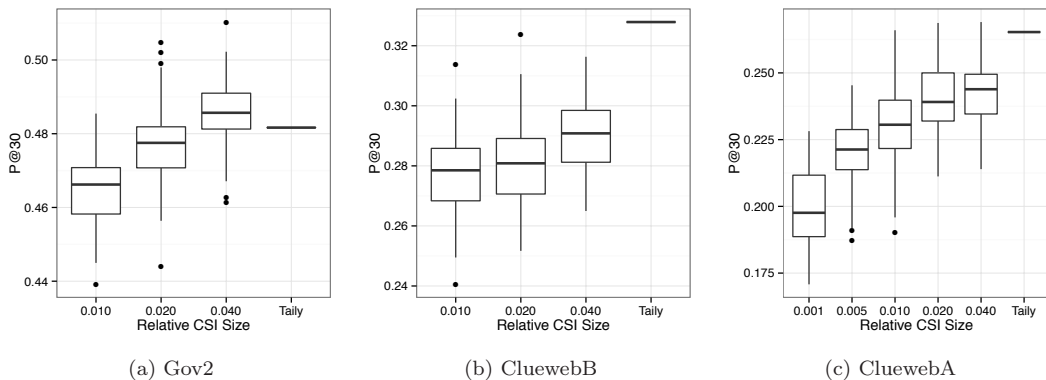 P@30
0.50
0.48
0.46
0.44
0.010
0.020
0.040
Taily
Relative CSI Size
(a) Gov2
P@30
0.32
0.30
0.28
0.26
0.24
0.010
0.020
0.040
Taily
Relative CSI Size
(b) CluewebB
P@30
0.250
0.225
0.200
0.175
0.001
0.005
0.010
0.020
0.040
Taily
Relative CSI Size
(c) CluewebA